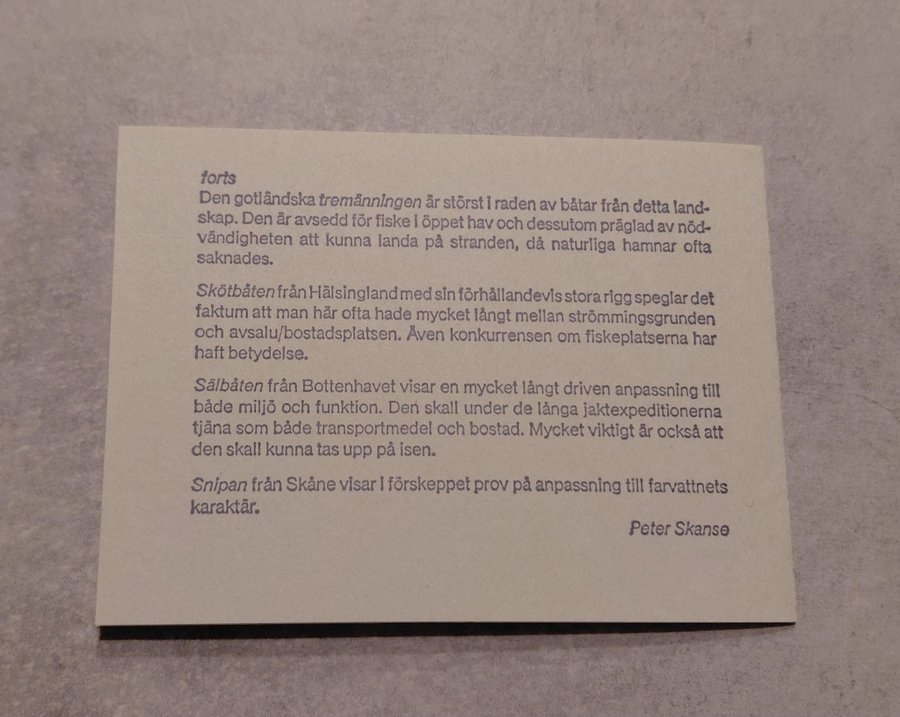 forts
Den gotländska tremänningen är störst i raden av båtar från detta land-
skap. Den är avsedd för fiske i öppet hav och dessutom präglad av nöd-
vändigheten att kunna landa på stranden, då naturliga hamnar ofta
saknades.
Skötbåten från Hälsingland med sin förhållandevis stora rigg speglar det
faktum att man här ofta hade mycket långt mellan strömmingsgrunden
och avsalu/bostadsplatsen. Även konkurrensen om fiskeplatserna har
haft betydelse.
Sälbåten från Bottenhavet visar en mycket långt driven anpassning till
både miljö och funktion. Den skall under de långa jaktexpeditionerna
tjäna som både transportmedel och bostad. Mycket viktigt är också att
den skall kunna tas upp på isen.
Snipan från Skåne visar i förskeppet prov på anpassning till farvattnets
karaktär.
Peter Skanse